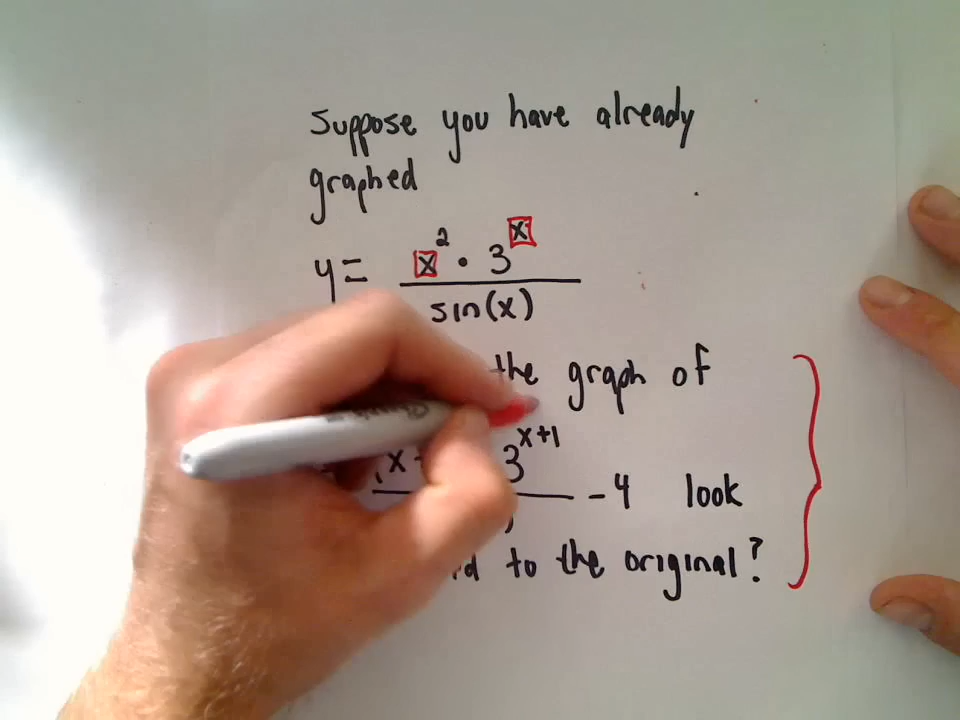 Suppose you have already
graphed
y = x² · 3ˣ
sin(x)
the graph of
x 3ˣ⁺¹
- 4 look
to the original?